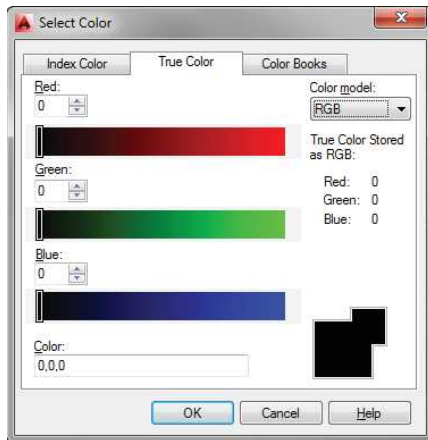 Select Color
Index Color
True Color
Color Books
Red:
0
Green:
0
Blue:
0
Color:
0,0,0
Color model:
RGB
True Color Stored
as RGB:
Red: 0
Green: 0
Blue: 0
OK
Cancel
Help